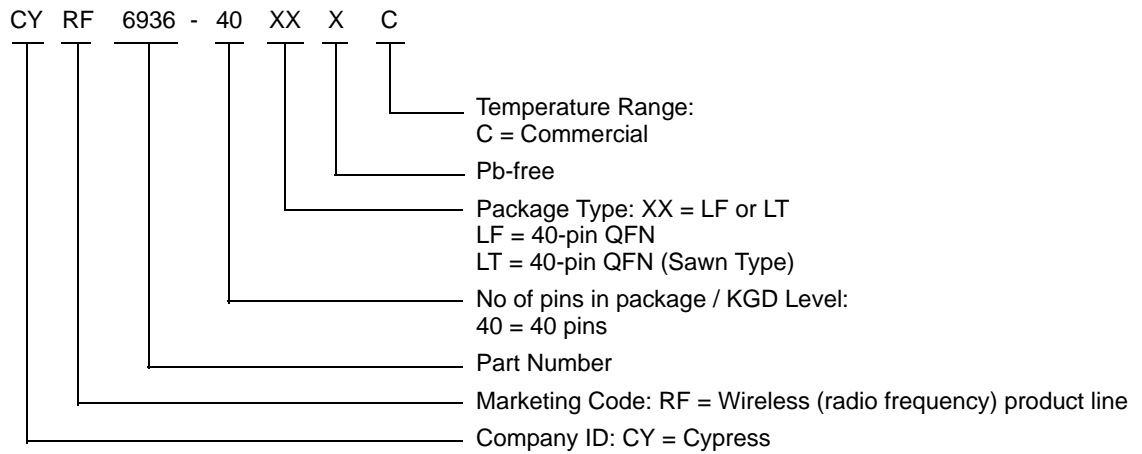 CY RF 6936 - 40 XX X C
Temperature Range:
C = Commercial
Pb-free
Package Type: XX = LF or LT
LF = 40-pin QFN
LT = 40-pin QFN (Sawn Type)
No of pins in package / KGD Level:
40 = 40 pins
Part Number
Marketing Code: RF = Wireless (radio frequency) product line
Company ID: CY = Cypress